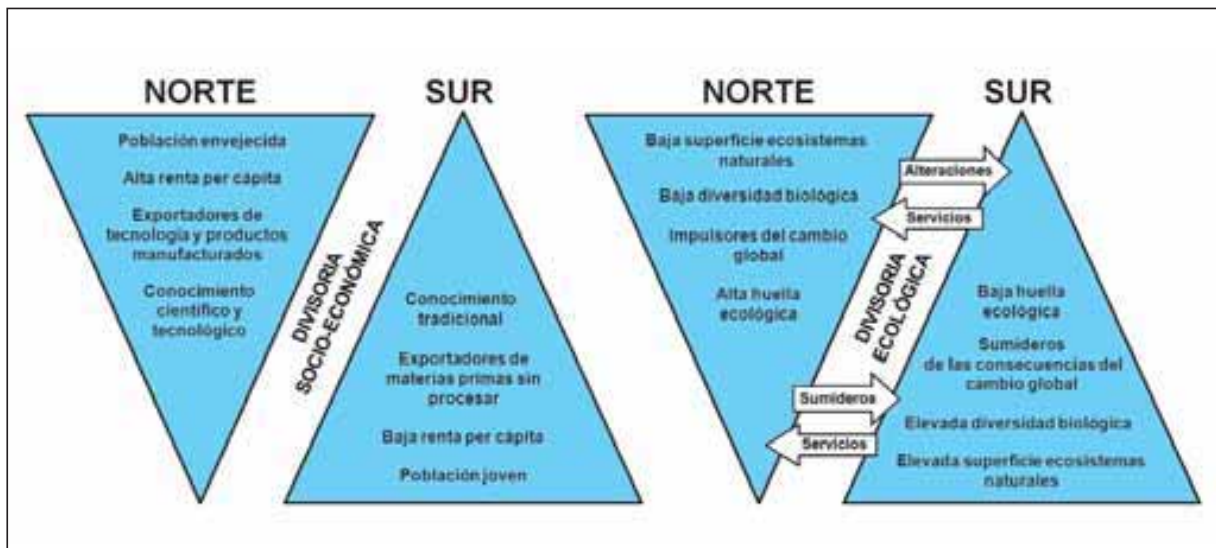 NORTE
Población envejecida
Alta renta per cápita
Exportadores de
tecnología y productos
manufacturados
Conocimiento
científico y
tecnológico
DIVISORIA
SOCIO-ECONÓMICA
SUR
Conocimiento
tradicional
Exportadores de
materias primas sin
procesar
Baja renta per cápita
Población joven
NORTE
Baja superficie ecosistemas
naturales
Baja diversidad biológica
Impulsores del cambio
global
Alta huella
ecológica
Alteraciones
Servicios
DIVISORIA
ECOLÓGICA
Sumideros
Servicios
SUR
Baja huella
ecológica
Sumideros
de las consecuencias del
cambio global
Elevada diversidad biológica
Elevada superficie ecosistemas
naturales